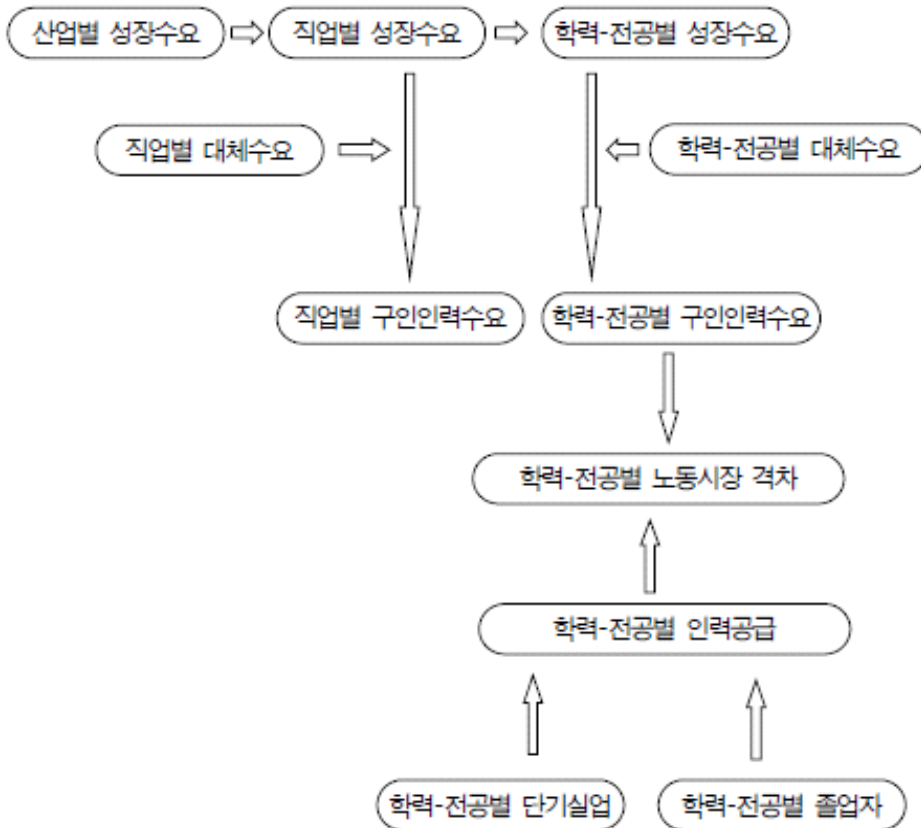 산업별 성장수요
직업별 성장수요
학력-전공별 성장수요
직업별 대체수요
학력-전공별 대체수요
직업별 구인인력수요
학력-전공별 구인인력수요
학력-전공별 노동시장 격차
학력-전공별 인력공급
학력-전공별 단기실업
학력-전공별 졸업자